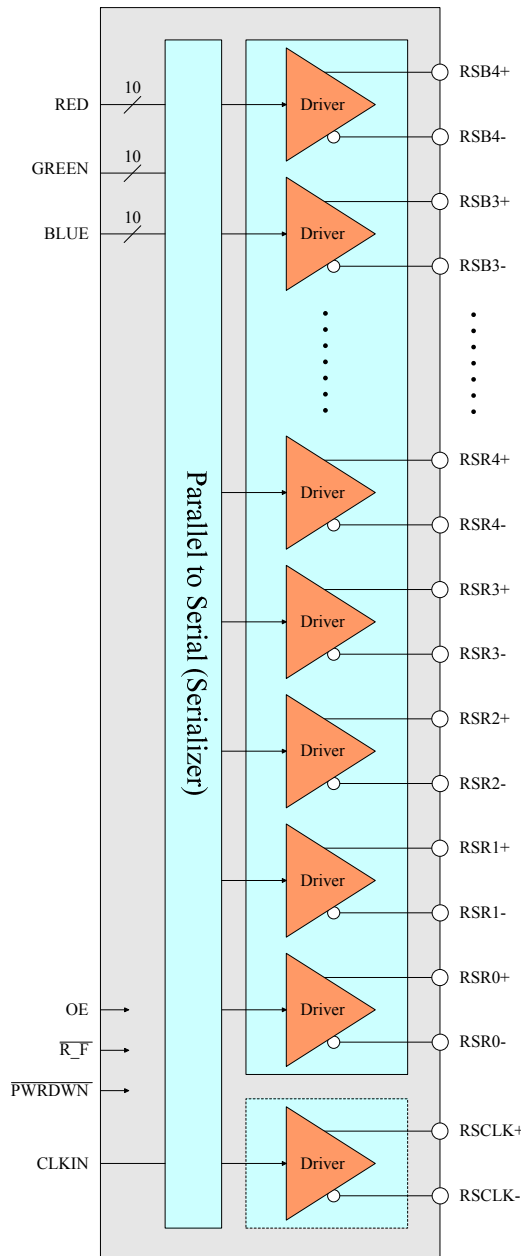 RED
10
GREEN
10
BLUE
10
Parallel to Serial (Serializer)
Driver
RSB4+
RSB4-
Driver
RSB3+
RSB3-
Driver
RSR4+
RSR4-
Driver
RSR3+
RSR3-
Driver
RSR2+
RSR2-
Driver
RSR1+
RSR1-
Driver
RSR0+
RSR0-
OE
R_F
PWRDWN
CLKIN
Driver
RSCLK+
RSCLK-